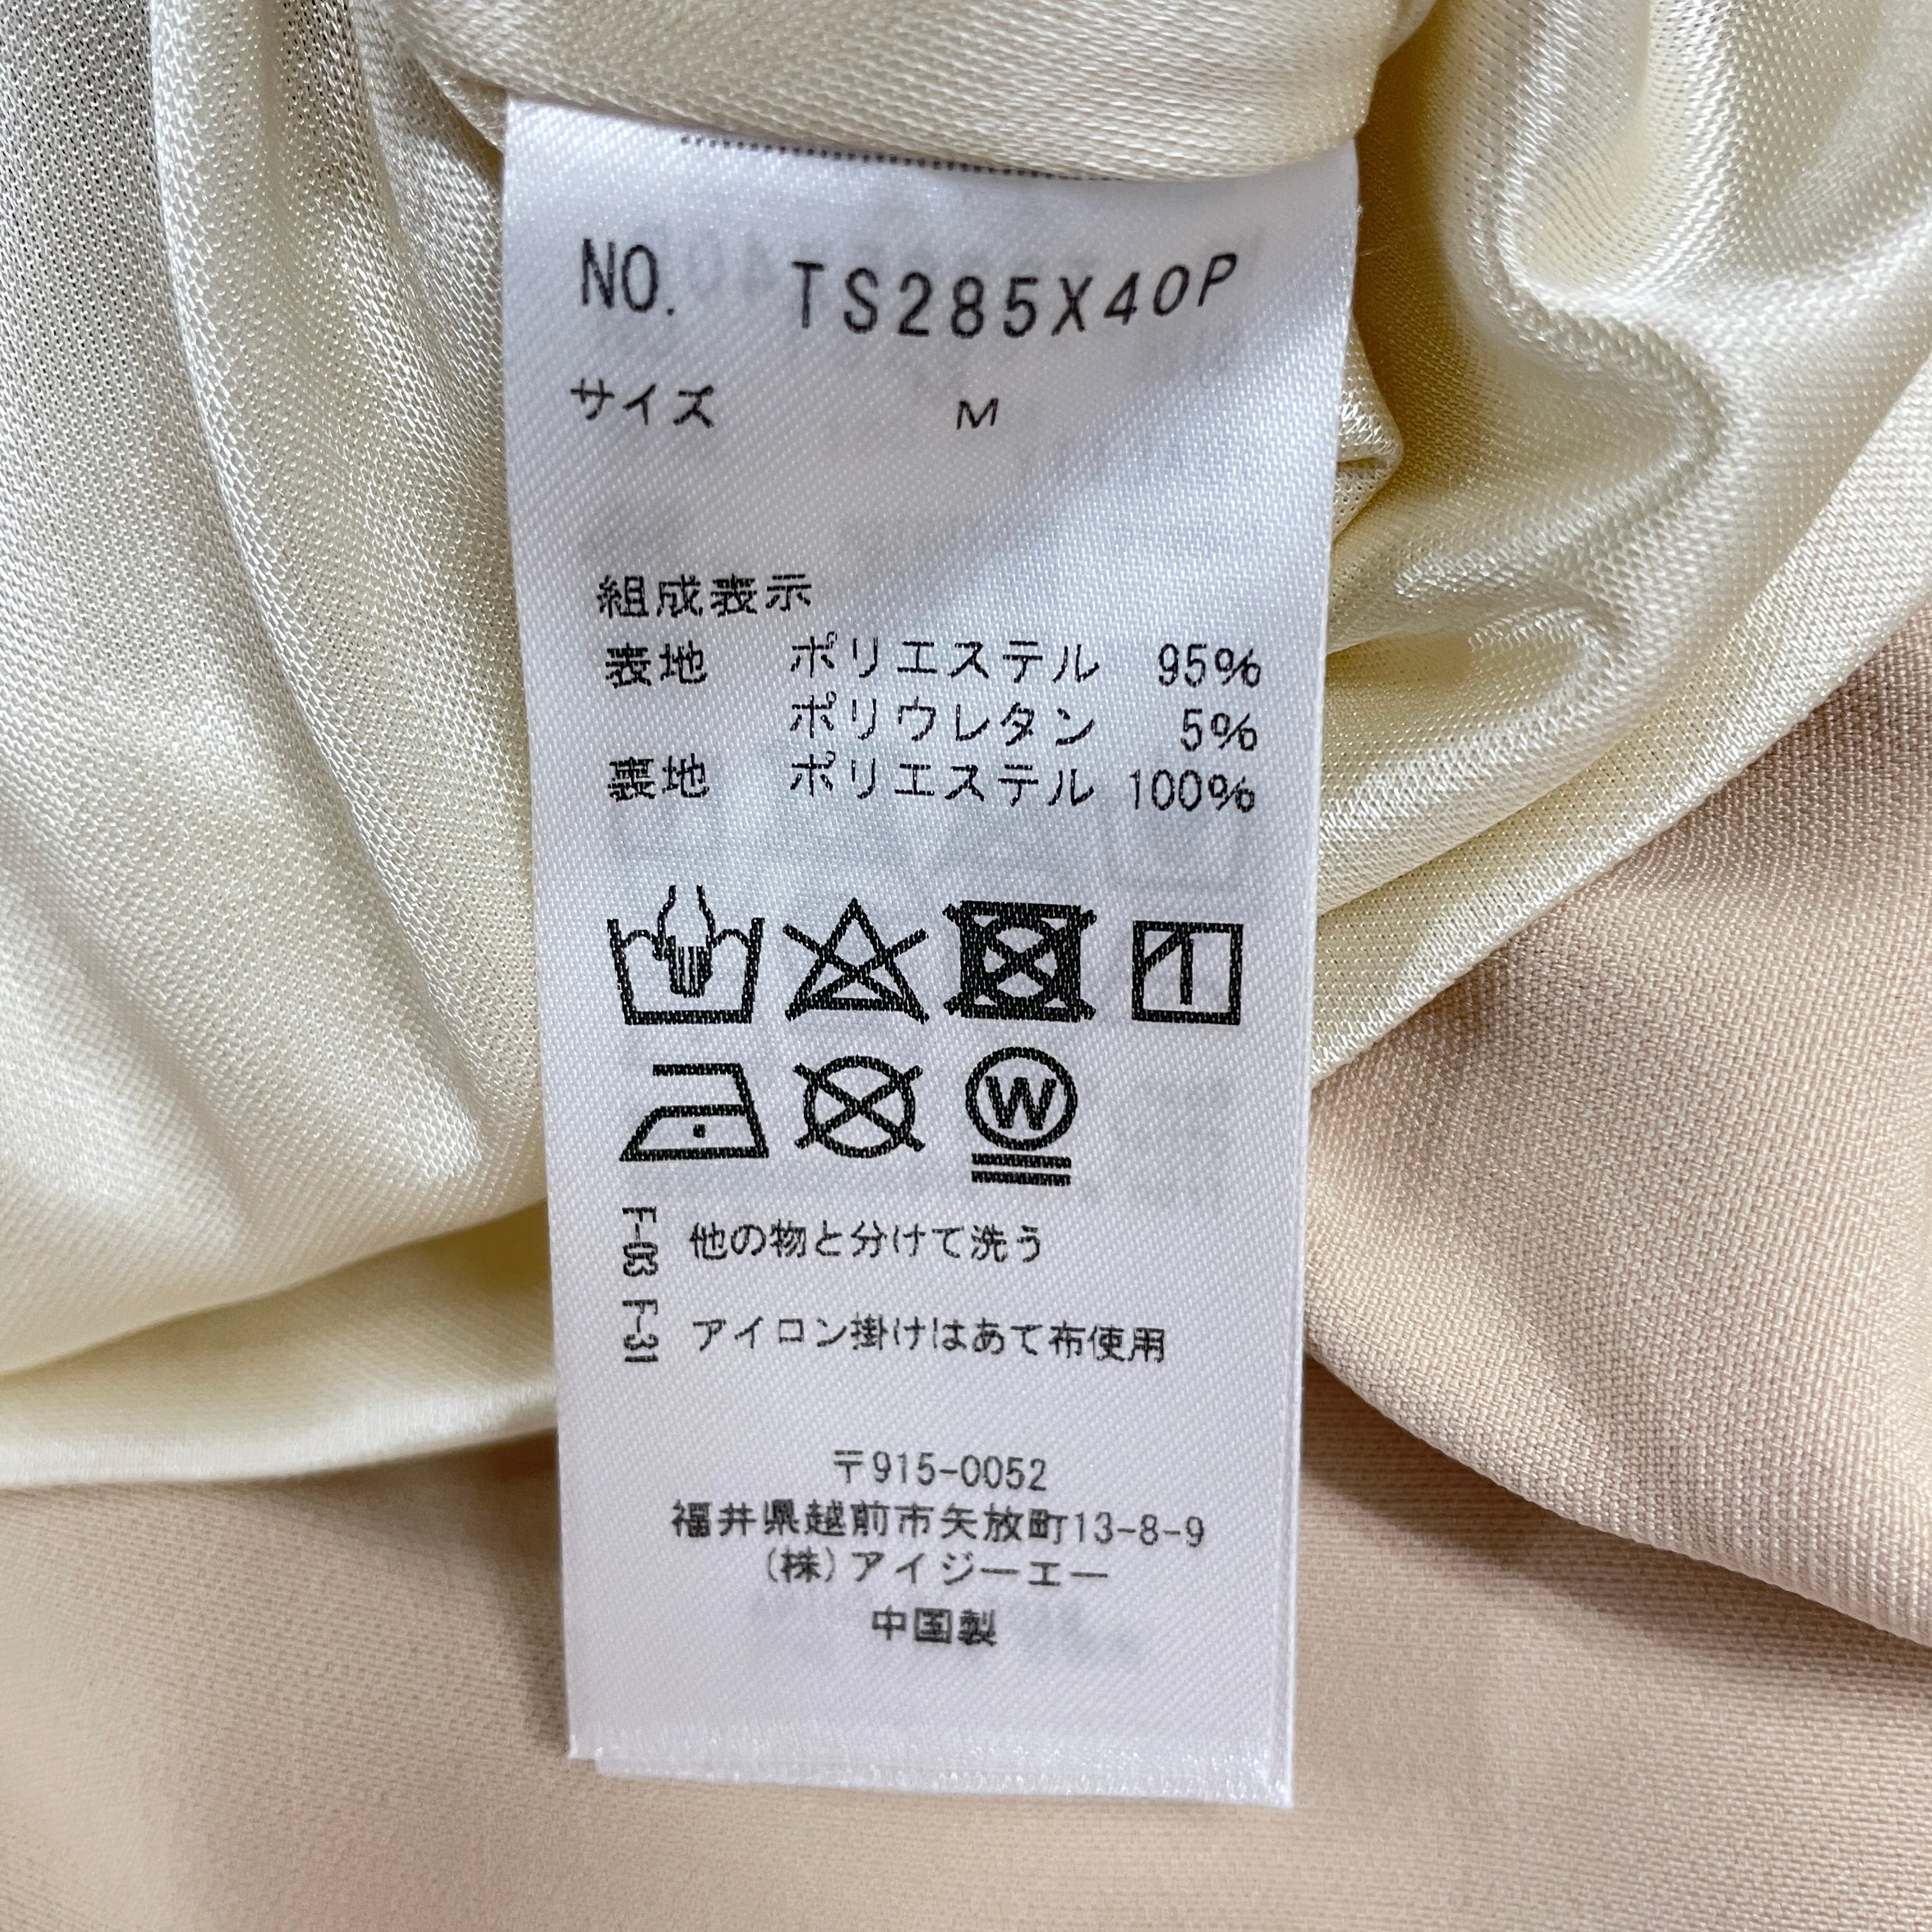 NO. TS285X40P
サイズ M
組成表示
表地 ポリエステル 95%
ポリウレタン 5%
裏地 ポリエステル 100%
W
F-03 他の物と分けて洗う
F-31 アイロン掛けはあて布使用
〒915-0052
福井県越前市矢放町13-8-9
(株)アイジーエー
中国製